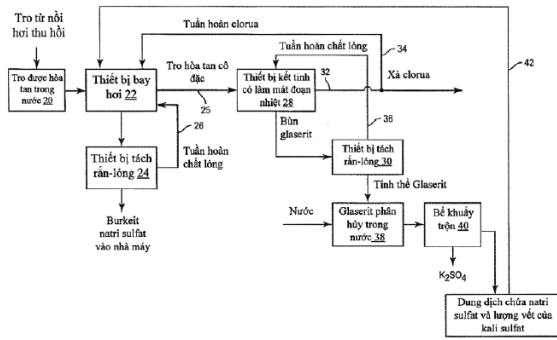 Tro từ nồi
hơi thu hồi
Tro được hòa
tan trong
nước 20
Tuần hoàn clorua
Thiết bị bay
hơi 22
Tro hòa tan cô
đặc
25
Tuần hoàn chất lỏng
Thiết bị kết tinh
có làm mát đoạn
nhiệt 28
32
34
Xả clorua
42
26
Tuần hoàn
chất lỏng
Thiết bị tách
rắn-lỏng 24
Bùn
glaserit
36
Thiết bị tách
rắn-lỏng 30
Tinh thể Glaserit
Burkeit
natri sulfat
vào nhà máy
Nước
Glaserit phân
hủy trong
nước 38
Bể khuấy
trộn 40
K2SO4
Dung dịch chứa natri
sulfat và lượng vết của
kali sulfat